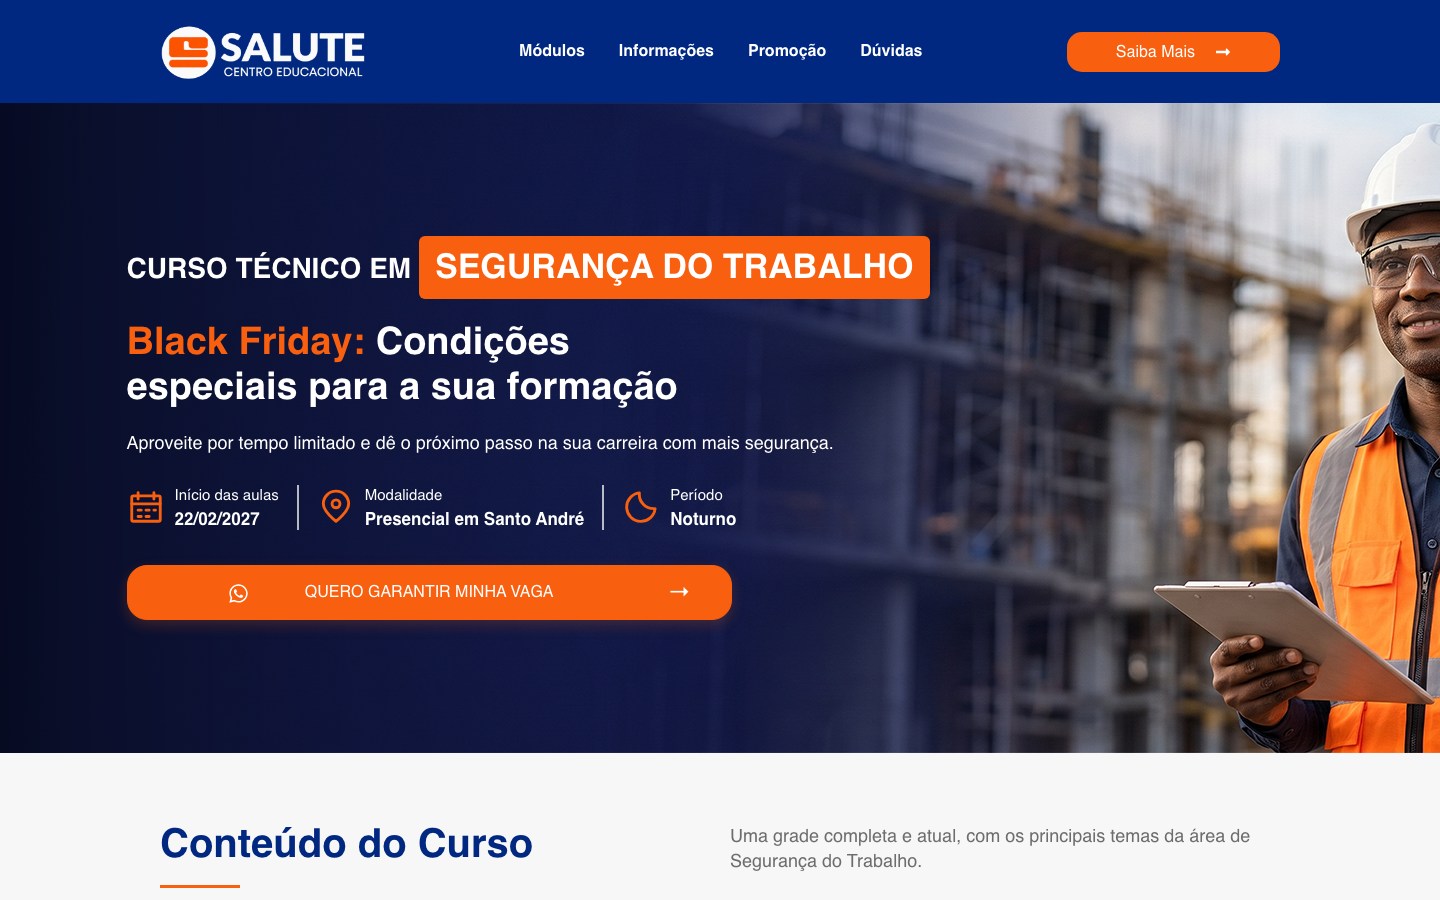 SALUTE
CENTRO EDUCACIONAL
Módulos
Informações
Promoção
Dúvidas
Saiba Mais
CURSO TÉCNICO EM SEGURANÇA DO TRABALHO
Black Friday: Condições
especiais para a sua formação
Aproveite por tempo limitado e dê o próximo passo na sua carreira com mais segurança.
Início das aulas
22/02/2027
Modalidade
Presencial em Santo André
Período
Noturno
QUERO GARANTIR MINHA VAGA
Conteúdo do Curso
Uma grade completa e atual, com os principais temas da área de
Segurança do Trabalho.